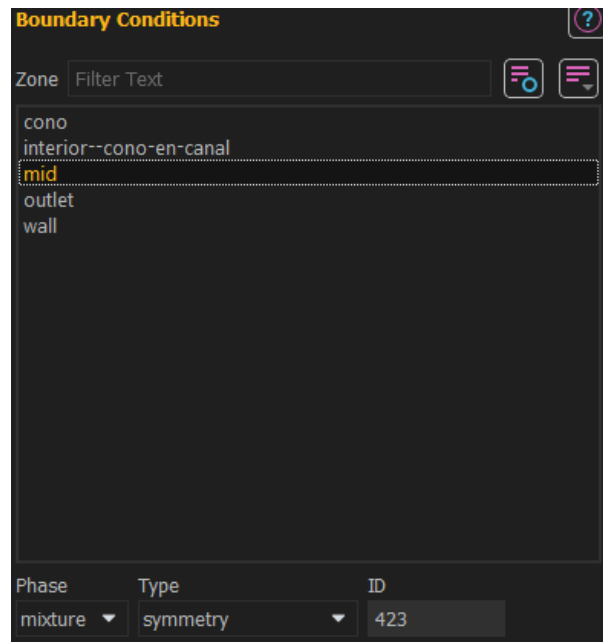 Boundary Conditions
?
Zone Filter Text
cono
interior--cono-en-canal
mid
outlet
wall
Phase Type ID
mixture symmetry 423